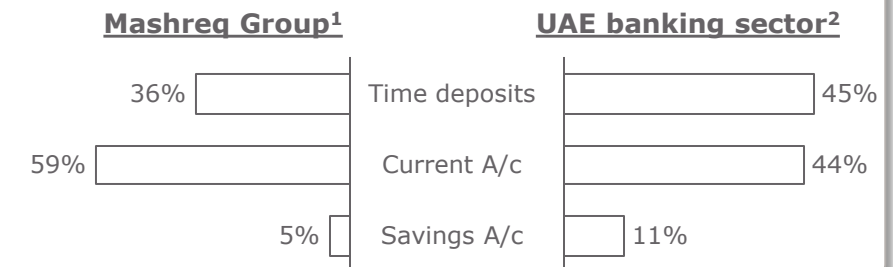 Mashreq Group¹ UAE banking sector²
36% Time deposits 45%
59% Current A/c 44%
5% Savings A/c 11%